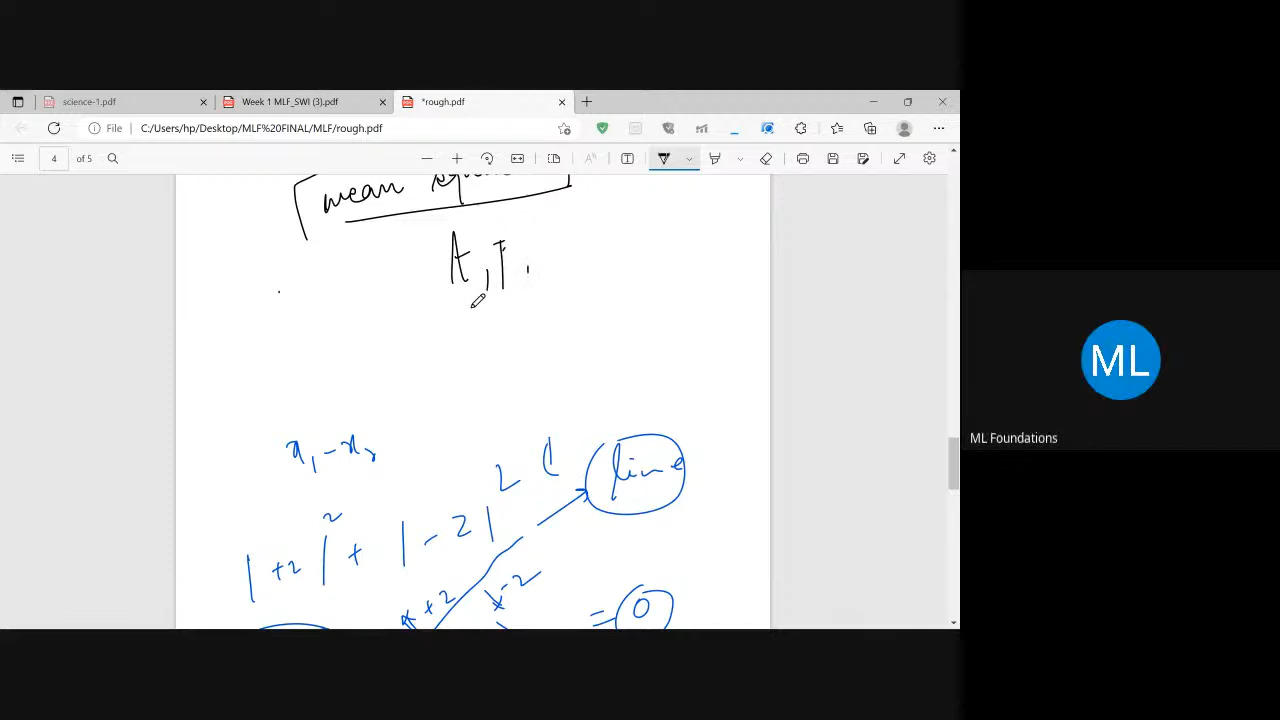 science-1.pdf
Week 1 MLF_SWI (3).pdf
*rough.pdf
File
C:/Users/hp/Desktop/MLF%20FINAL/MLF/rough.pdf
4 of 5
mean
A,
x₁ -
line
|+2|² + |-2|²
+2
-2
= 0
ML
ML Foundations